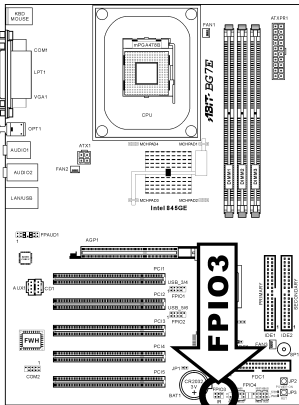 KBD
MOUSE
FAN1
ATXPR1
mPGA478B
COM1
LPT1
VGA1
ABIT-BG7E
CPU
OPT1
ATX1
MCHPAD4
MCHPAD1
AUDIO1
FAN2
AUDIO2
DIMM1
DIMM2
DIMM3
MCHPAD3
MCHPAD2
LAN/USB
Intel 845GE
FPAUD1
1
AGP1
FPIO3
PCI1
USB_3/4
AUX1
CD1
PCI2
FPIO1
PRIMARY
SECONDARY
USB_5/6
PCI3
FPIO2
IDE1
IDE2
FWH
FAN3
PCI4
SP1
COM2
JP1
PCI5
CR2032
3V
BAT1
FPIO3
IR
FPIO4
JP2